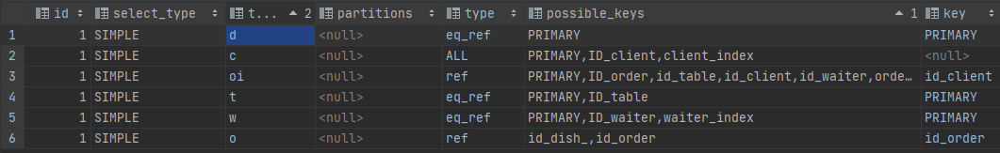 id select_type t... 2 partitions type possible_keys 1 key
1 1 SIMPLE d <null> eq_ref PRIMARY PRIMARY
2 1 SIMPLE c <null> ALL PRIMARY,ID_client,client_index <null>
3 1 SIMPLE oi <null> ref PRIMARY,ID_order,id_table,id_client,id_waiter,orde… id_client
4 1 SIMPLE t <null> eq_ref PRIMARY,ID_table PRIMARY
5 1 SIMPLE w <null> eq_ref PRIMARY,ID_waiter,waiter_index PRIMARY
6 1 SIMPLE o <null> ref id_dish_,id_order id_order